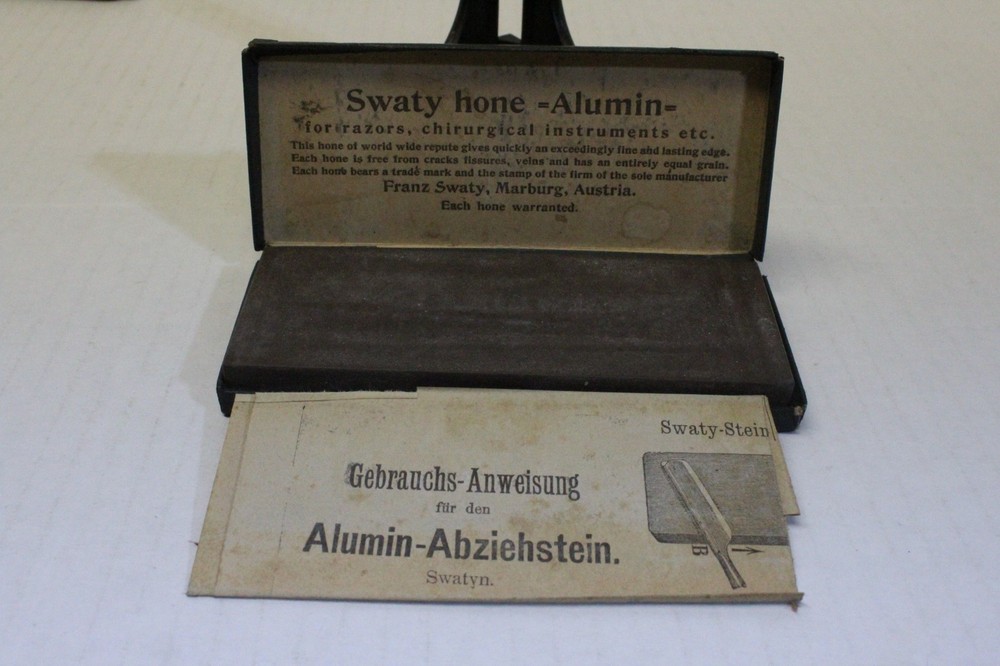 Swaty hone =Alumin=
for razors, chirurgical instruments etc.
This hone of world wide repute gives quickly an exceedingly fine and lasting edge.
Each hone is free from cracks fissures, veins and has an entirely equal grain.
Each hone bears a trade mark and the stamp of the firm of the sole manufacturer
Franz Swaty, Marburg, Austria.
Each hone warranted.
Swaty-Stein
Gebrauchs-Anweisung
für den
Alumin-Abziehstein.
Swatyn.
B